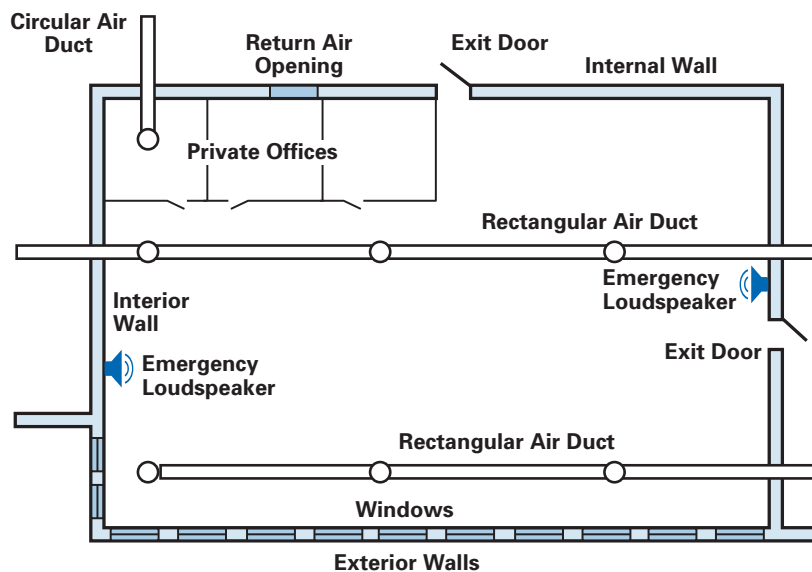 Circular Air
Duct
Return Air
Opening
Exit Door
Internal Wall
Private Offices
Rectangular Air Duct
Emergency
Loudspeaker
Interior
Wall
Exit Door
Emergency
Loudspeaker
Rectangular Air Duct
Windows
Exterior Walls